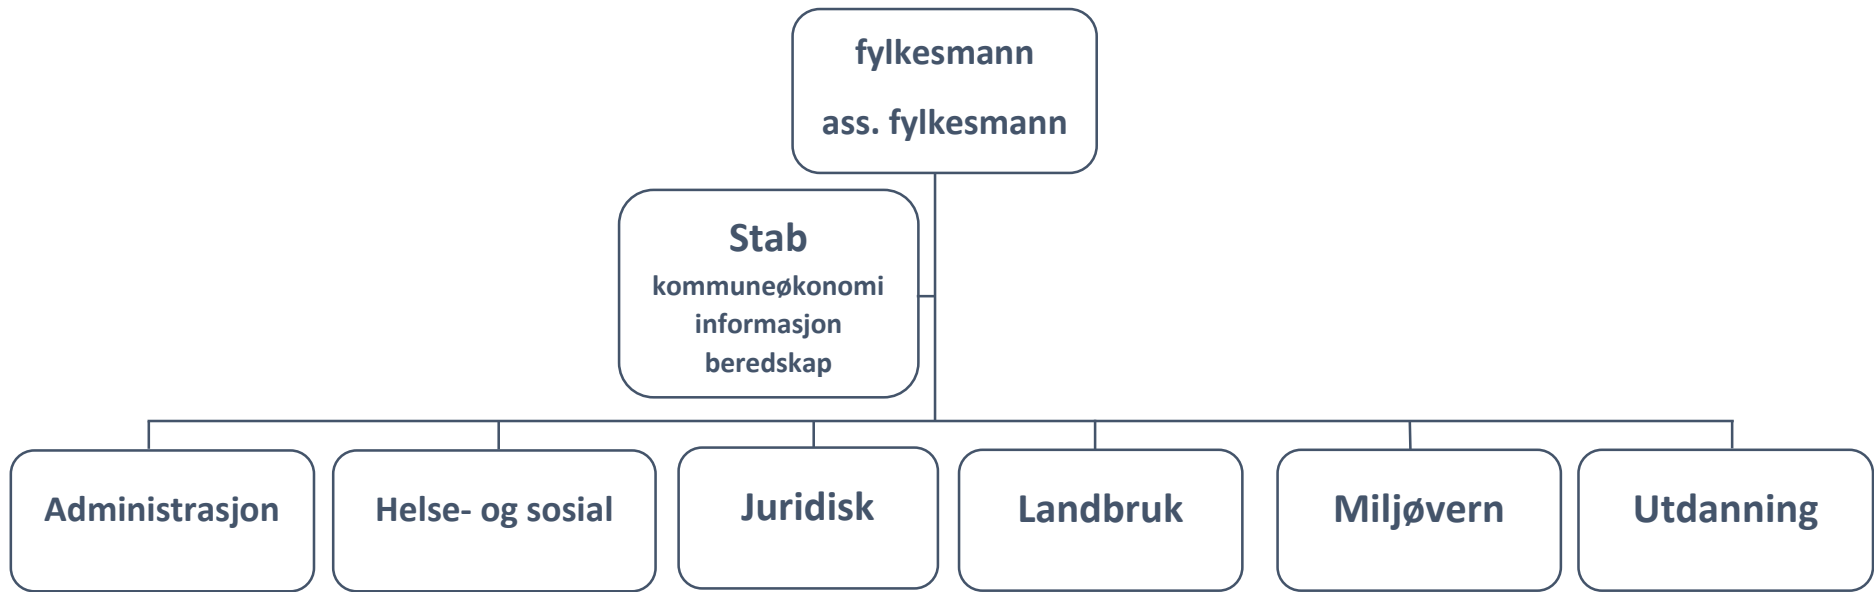 fylkesmann
ass. fylkesmann
Stab
kommuneøkonomi
informasjon
beredskap
Administrasjon
Helse- og sosial
Juridisk
Landbruk
Miljøvern
Utdanning